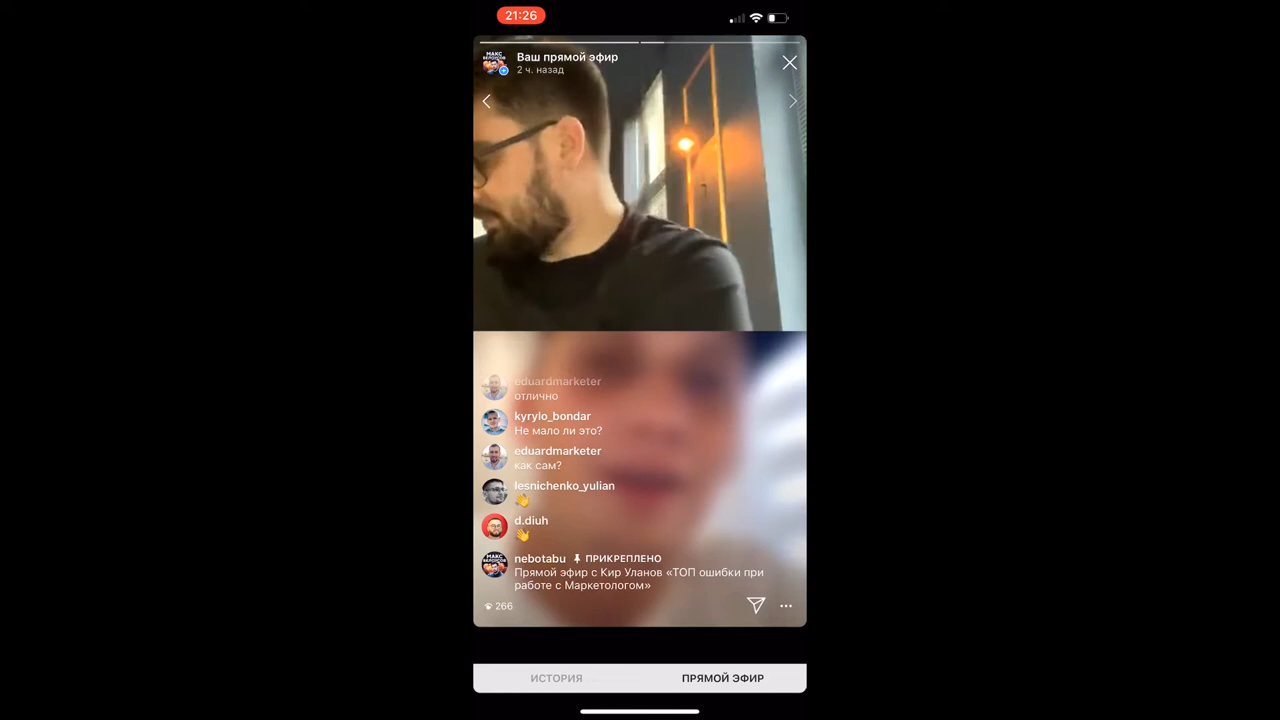 21:26
Ваш прямой эфир
2 ч. назад
eduardmarketer
отлично
kyrylo_bondar
Не мало ли это?
eduardmarketer
как сам?
lesnichenko_yulian
👋
d.diuh
👋
nebotabu ПРИКРЕПЛЕНО
Прямой эфир с Кир Уланов «ТОП ошибки при
работе с Маркетологом»
266
ИСТОРИЯ
ПРЯМОЙ ЭФИР